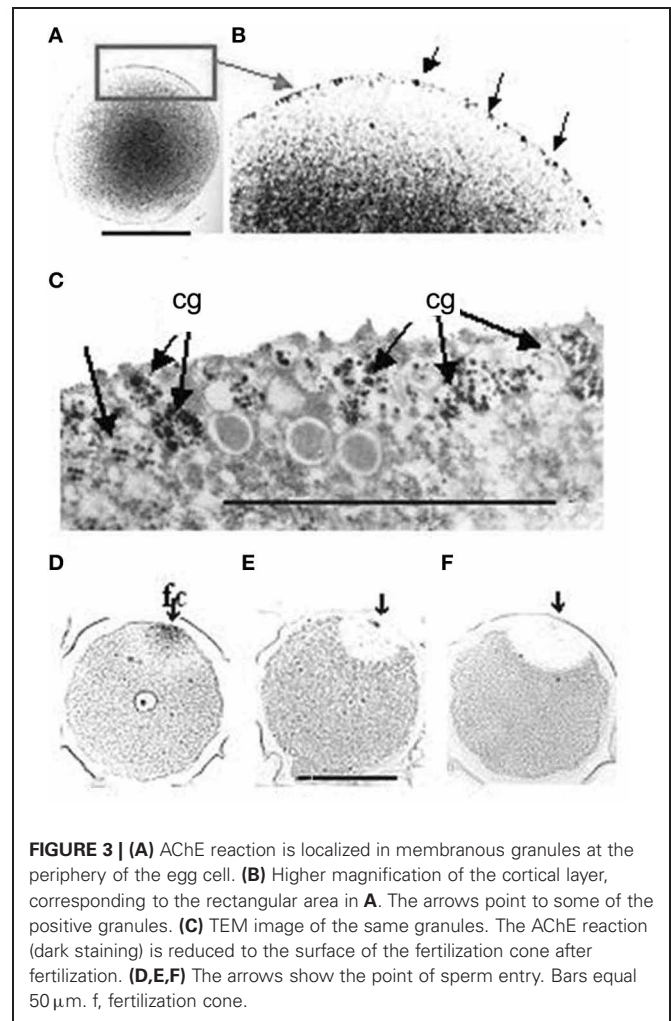 A
B
C
cg
cg
D
E
F
fc
FIGURE 3 | (A) AChE reaction is localized in membranous granules at the
periphery of the egg cell. (B) Higher magnification of the cortical layer,
corresponding to the rectangular area in A. The arrows point to some of the
positive granules. (C) TEM image of the same granules. The AChE reaction
(dark staining) is reduced to the surface of the fertilization cone after
fertilization. (D,E,F) The arrows show the point of sperm entry. Bars equal
50 μm. f, fertilization cone.